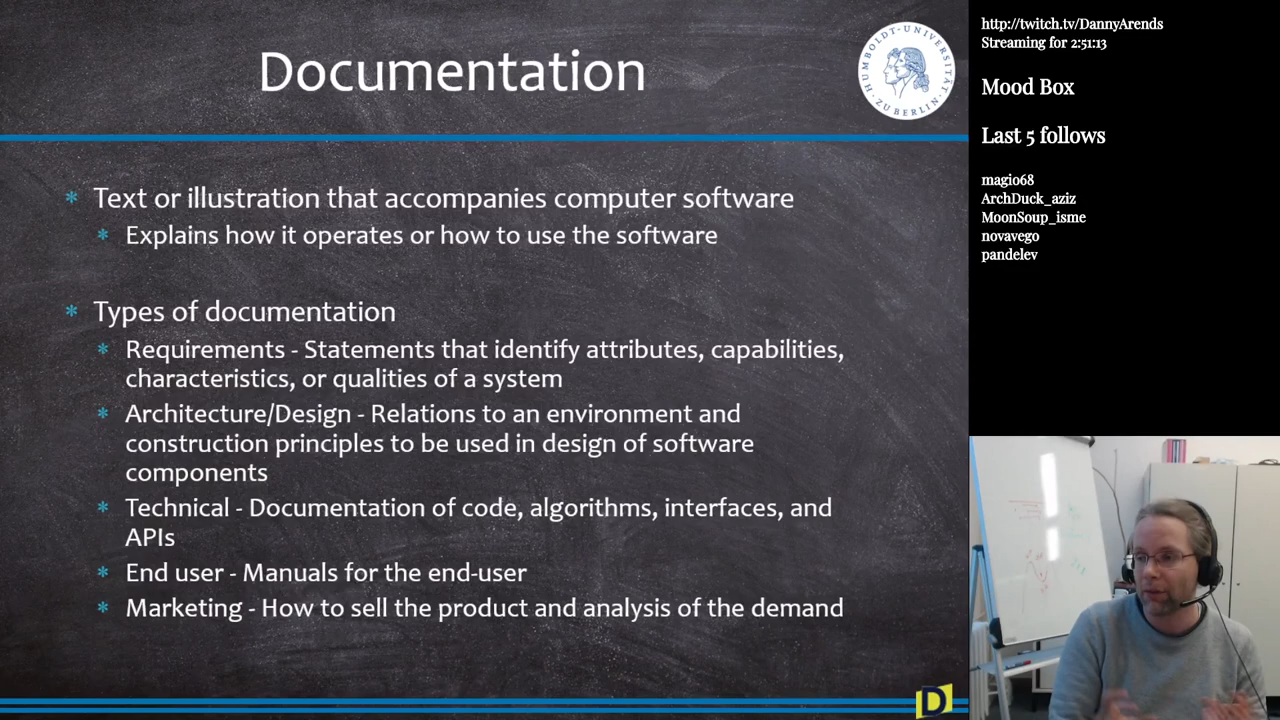 Documentation
HUMBOLDT-UNIVERSITÄT ZU BERLIN
* Text or illustration that accompanies computer software
* Explains how it operates or how to use the software
* Types of documentation
* Requirements - Statements that identify attributes, capabilities,
characteristics, or qualities of a system
* Architecture/Design - Relations to an environment and
construction principles to be used in design of software
components
* Technical - Documentation of code, algorithms, interfaces, and
APIs
* End user - Manuals for the end-user
* Marketing - How to sell the product and analysis of the demand
D
http://twitch.tv/DannyArends
Streaming for 2:51:13
Mood Box
Last 5 follows
magio68
ArchDuck_aziz
MoonSoup_isme
novavego
pandelev